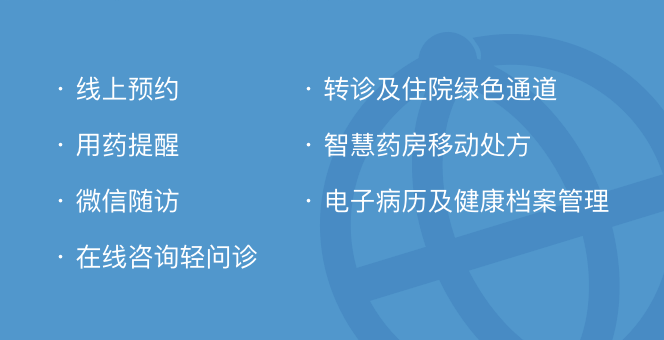 · 线上预约
· 用药提醒
· 微信随访
· 在线咨询轻问诊
· 转诊及住院绿色通道
· 智慧药房移动处方
· 电子病历及健康档案管理